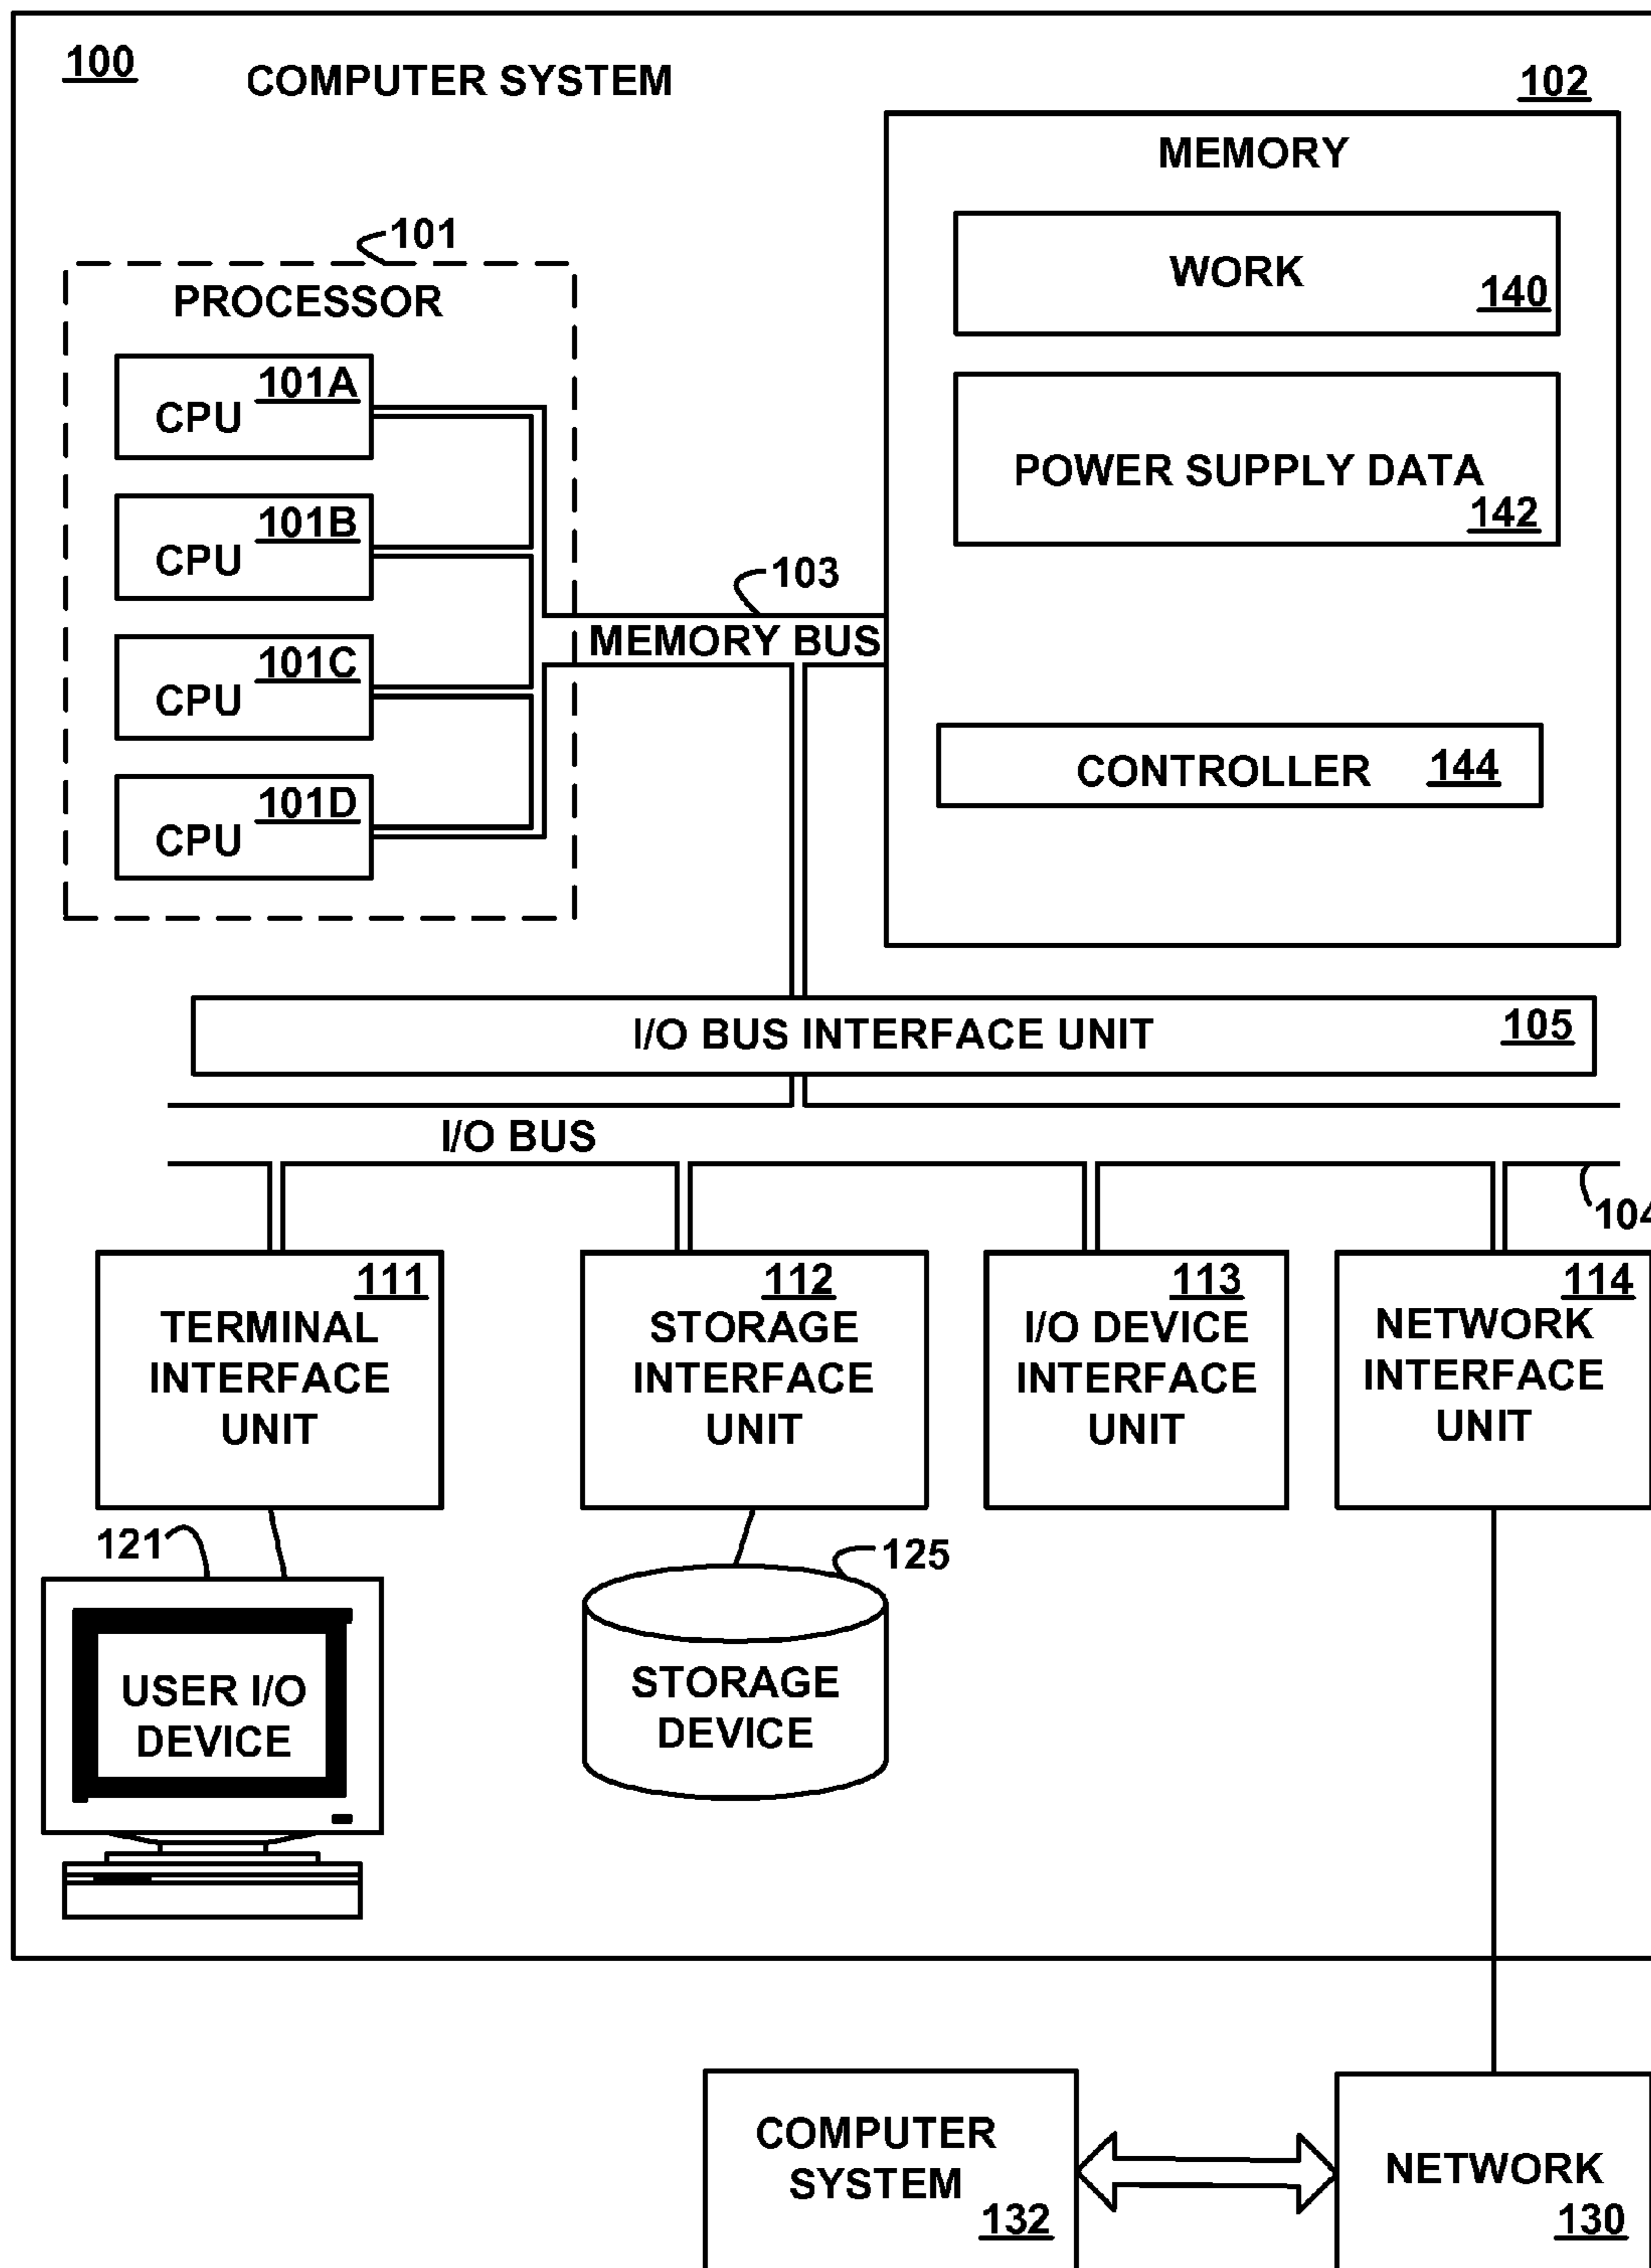 100
COMPUTER SYSTEM
102
MEMORY
WORK
140
POWER SUPPLY DATA
142
CONTROLLER 144
101
PROCESSOR
101A
CPU
101B
CPU
101C
CPU
101D
CPU
103
MEMORY BUS
I/O BUS INTERFACE UNIT 105
I/O BUS
104
111
TERMINAL
INTERFACE
UNIT
112
STORAGE
INTERFACE
UNIT
113
I/O DEVICE
INTERFACE
UNIT
114
NETWORK
INTERFACE
UNIT
121
USER I/O
DEVICE
125
STORAGE
DEVICE
COMPUTER
SYSTEM
132
NETWORK
130